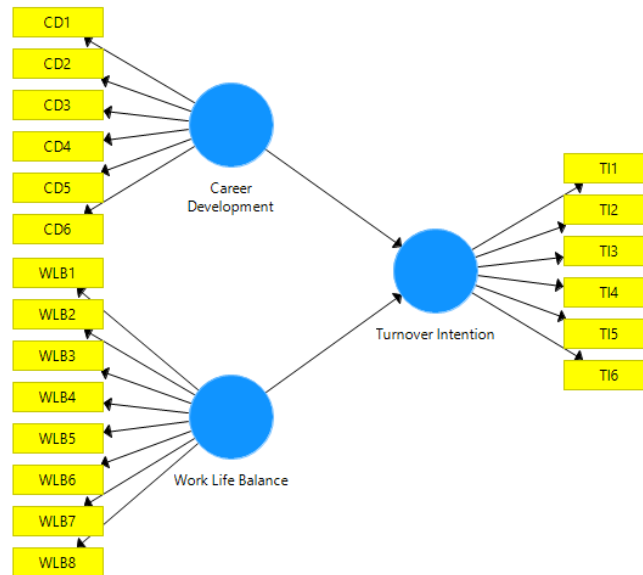 CD1
CD2
CD3
CD4
CD5
CD6
Career
Development
WLB1
WLB2
WLB3
WLB4
WLB5
WLB6
WLB7
WLB8
Work Life Balance
Turnover Intention
TI1
TI2
TI3
TI4
TI5
TI6